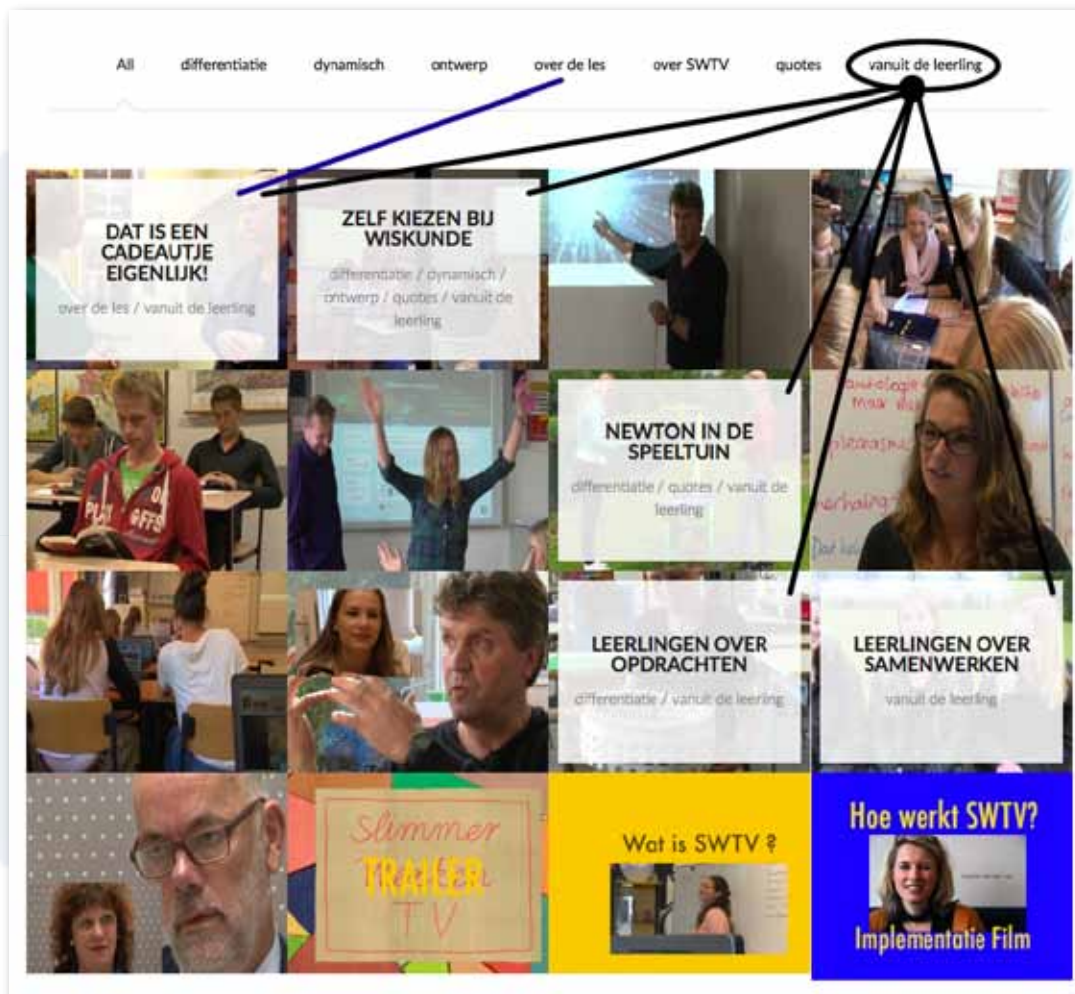 All differentiatie dynamisch ontwerp over de les over SWTV quotes vanuit de leerling
DAT IS EEN
CADEAUTJE
EIGENLIJK!
over de les / vanuit de leerling
ZELF KIEZEN BIJ
WISKUNDE
differentiatie / dynamisch /
ontwerp / quotes / vanuit de
leerling
NEWTON IN DE
SPEELTUIN
differentiatie / quotes / vanuit de
leerling
maar
LEERLINGEN OVER
OPDRACHTEN
differentiatie / vanuit de leerling
LEERLINGEN OVER
SAMENWERKEN
vanuit de leerling
Slimmer
TRAILER
TV
Wat is SWTV ?
Hoe werkt SWTV?
Implementatie Film